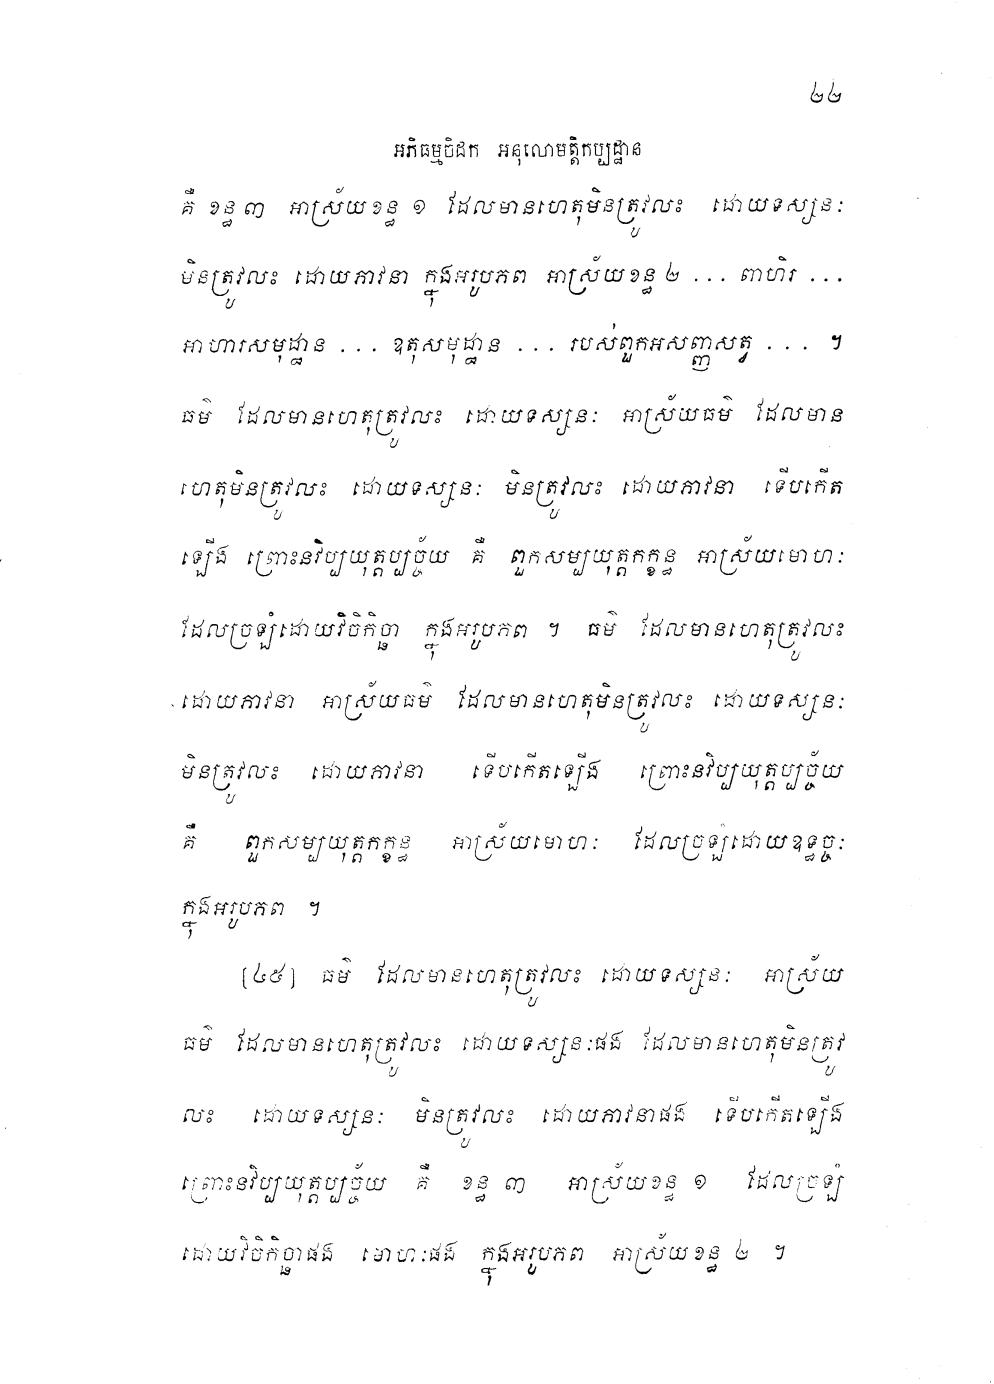 ២២
អភិធម្មបិដក អនុលោមត្តិកប្បដ្ឋាន
គឺ ខន្ធ ៣ អាស្រ័យខន្ធ ១ ដែលមានហេតុមិនត្រូវលះ ដោយទស្សនៈ
មិនត្រូវលះ ដោយភាវនា ក្នុងអរូបភព អាស្រ័យខន្ធ ២ ... ពាហិរ ...
អាហារសមុដ្ឋាន ... ឧតុសមុដ្ឋាន ... របស់ពួកអសញ្ញសត្វ ... ។
ធម៌ ដែលមានហេតុត្រូវលះ ដោយទស្សនៈ អាស្រ័យធម៌ ដែលមាន
ហេតុមិនត្រូវលះ ដោយទស្សនៈ មិនត្រូវលះ ដោយភាវនា ទើបកើត
ឡើង ព្រោះនវិប្បយុត្តប្បច្ច័យ គឺ ពួកសម្បយុត្តកក្ខន្ធ អាស្រ័យមោហៈ
ដែលច្រឡំដោយវិចិកិច្ឆា ក្នុងអរូបភព ។ ធម៌ ដែលមានហេតុត្រូវលះ
ដោយភាវនា អាស្រ័យធម៌ ដែលមានហេតុមិនត្រូវលះ ដោយទស្សនៈ
មិនត្រូវលះ ដោយភាវនា ទើបកើតឡើង ព្រោះនវិប្បយុត្តប្បច្ច័យ
គឺ ពួកសម្បយុត្តកក្ខន្ធ អាស្រ័យមោហៈ ដែលច្រឡំដោយឧទ្ធច្ចៈ
ក្នុងអរូបភព ។
[៤៥] ធម៌ ដែលមានហេតុត្រូវលះ ដោយទស្សនៈ អាស្រ័យ
ធម៌ ដែលមានហេតុត្រូវលះ ដោយទស្សនៈផង ដែលមានហេតុមិនត្រូវ
លះ ដោយទស្សនៈ មិនត្រូវលះ ដោយភាវនាផង ទើបកើតឡើង
ព្រោះនវិប្បយុត្តប្បច្ច័យ គឺ ខន្ធ ៣ អាស្រ័យខន្ធ ១ ដែលច្រឡំ
ដោយវិចិកិច្ឆាផង មោហៈផង ក្នុងអរូបភព អាស្រ័យខន្ធ ២ ។